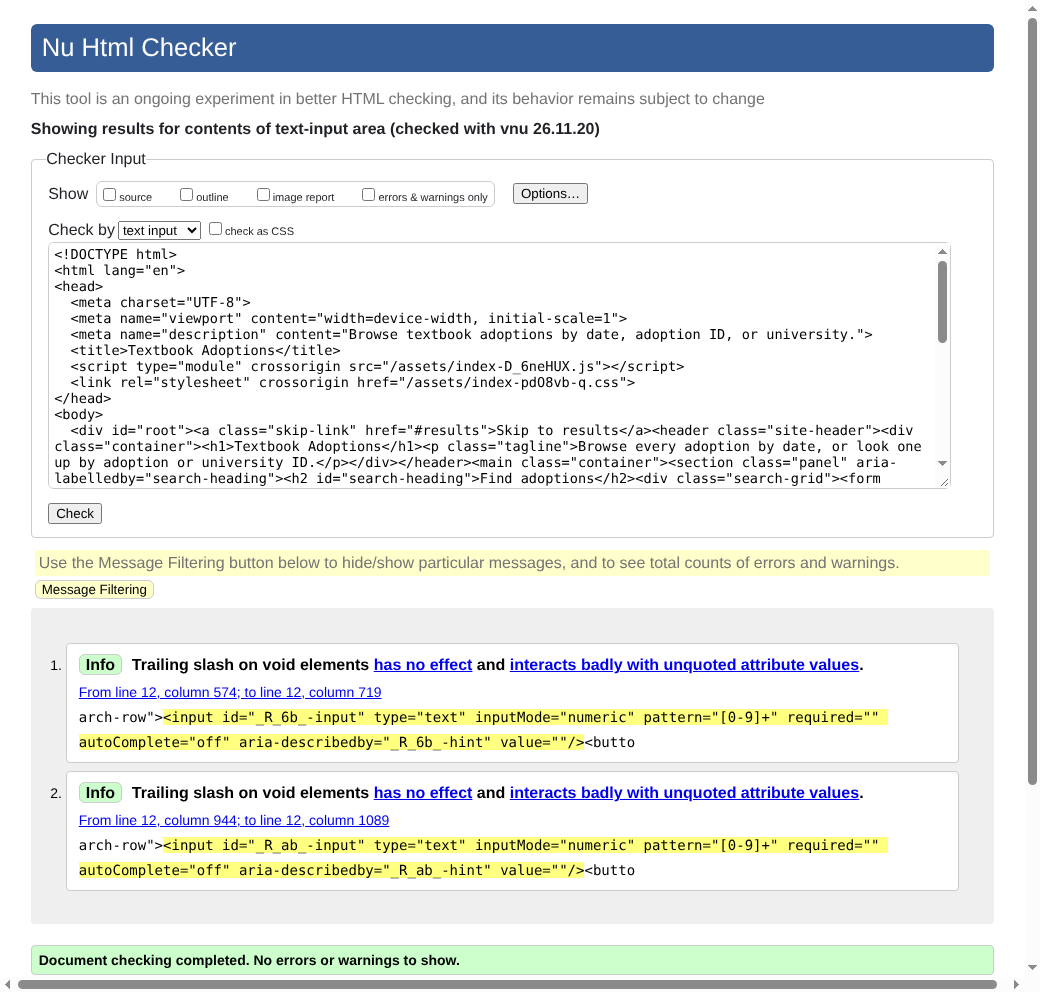 Nu Html Checker
This tool is an ongoing experiment in better HTML checking, and its behavior remains subject to change
Showing results for contents of text-input area (checked with vnu 26.11.20)
Checker Input
Show source outline image report errors & warnings only Options…
Check by text input check as CSS
<!DOCTYPE html>
<html lang="en">
<head>
  <meta charset="UTF-8">
  <meta name="viewport" content="width=device-width, initial-scale=1">
  <meta name="description" content="Browse textbook adoptions by date, adoption ID, or university.">
  <title>Textbook Adoptions</title>
  <script type="module" crossorigin src="/assets/index-D_6neHUX.js"></script>
  <link rel="stylesheet" crossorigin href="/assets/index-pdO8vb-q.css">
</head>
<body>
  <div id="root"><a class="skip-link" href="#results">Skip to results</a><header class="site-header"><div
class="container"><h1>Textbook Adoptions</h1><p class="tagline">Browse every adoption by date, or look one
up by adoption or university ID.</p></div></header><main class="container"><section class="panel" aria-
labelledby="search-heading"><h2 id="search-heading">Find adoptions</h2><div class="search-grid"><form
Check
Use the Message Filtering button below to hide/show particular messages, and to see total counts of errors and warnings.
Message Filtering
1. Info Trailing slash on void elements has no effect and interacts badly with unquoted attribute values.
From line 12, column 574; to line 12, column 719
arch-row"><input id="_R_6b_-input" type="text" inputMode="numeric" pattern="[0-9]+" required=""
autoComplete="off" aria-describedby="_R_6b_-hint" value=""/><butto
2. Info Trailing slash on void elements has no effect and interacts badly with unquoted attribute values.
From line 12, column 944; to line 12, column 1089
arch-row"><input id="_R_ab_-input" type="text" inputMode="numeric" pattern="[0-9]+" required=""
autoComplete="off" aria-describedby="_R_ab_-hint" value=""/><butto
Document checking completed. No errors or warnings to show.